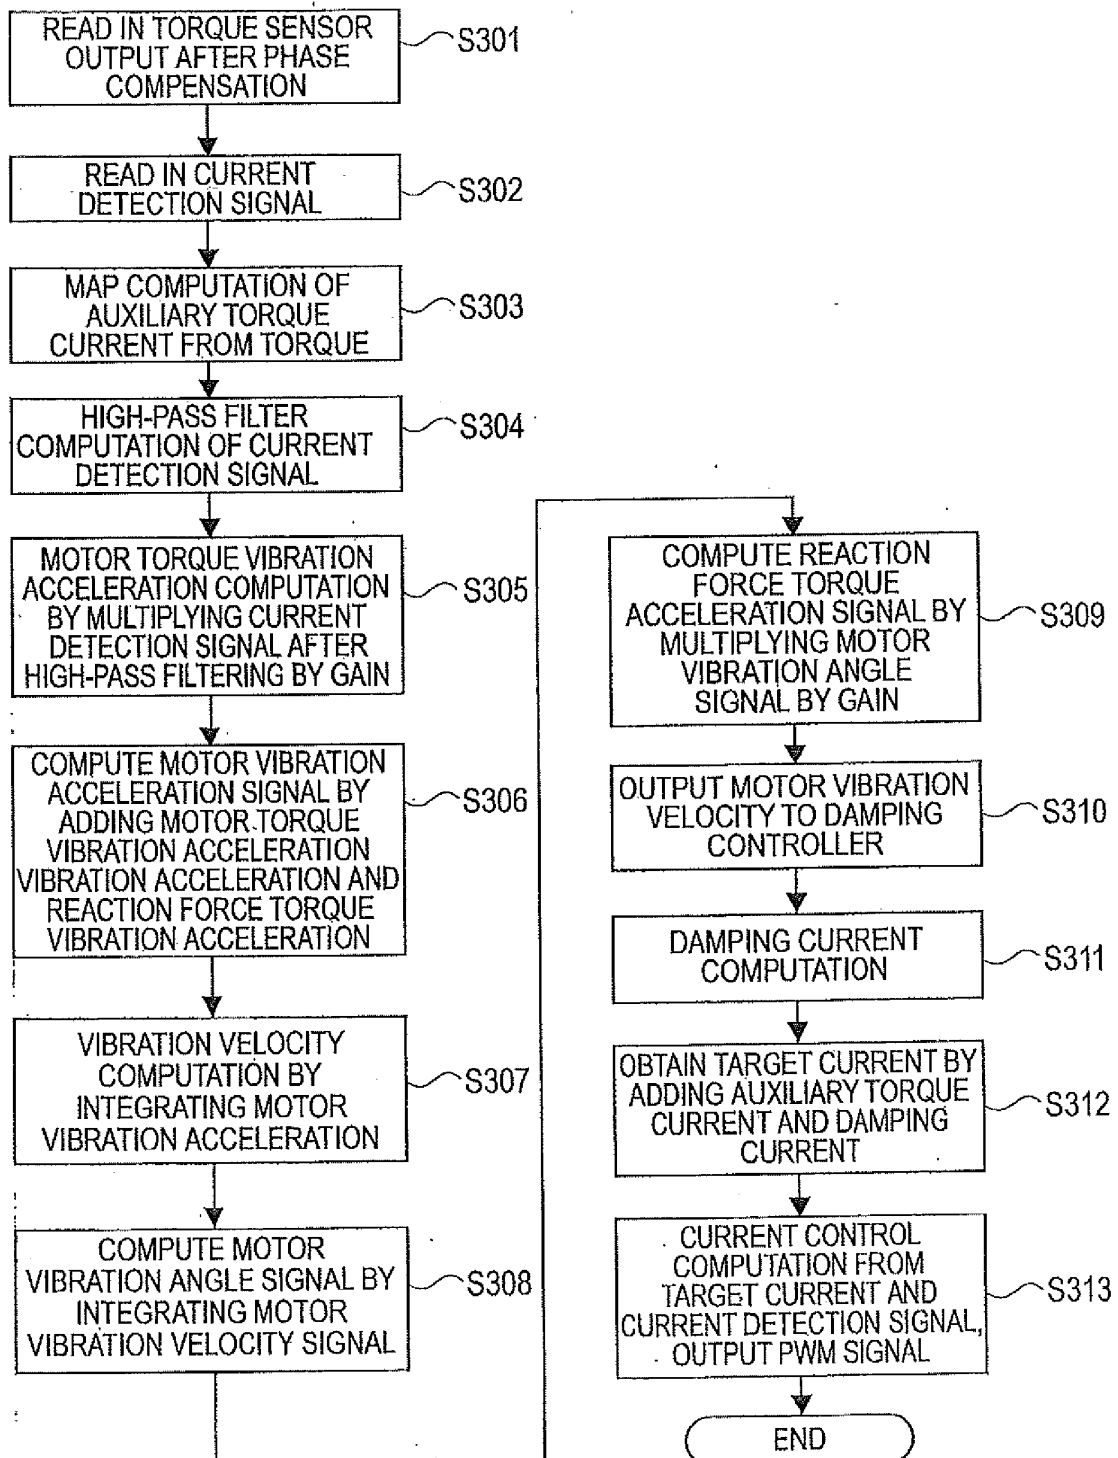 READ IN TORQUE SENSOR
OUTPUT AFTER PHASE
COMPENSATION
S301
READ IN CURRENT
DETECTION SIGNAL
S302
MAP COMPUTATION OF
AUXILIARY TORQUE
CURRENT FROM TORQUE
S303
HIGH-PASS FILTER
COMPUTATION OF CURRENT
DETECTION SIGNAL
S304
MOTOR TORQUE VIBRATION
ACCELERATION COMPUTATION
BY MULTIPLYING CURRENT
DETECTION SIGNAL AFTER
HIGH-PASS FILTERING BY GAIN
S305
COMPUTE MOTOR VIBRATION
ACCELERATION SIGNAL BY
ADDING MOTOR TORQUE
VIBRATION ACCELERATION
VIBRATION ACCELERATION AND
REACTION FORCE TORQUE
VIBRATION ACCELERATION
S306
VIBRATION VELOCITY
COMPUTATION BY
INTEGRATING MOTOR
VIBRATION ACCELERATION
S307
COMPUTE MOTOR
VIBRATION ANGLE SIGNAL BY
INTEGRATING MOTOR
VIBRATION VELOCITY SIGNAL
S308
COMPUTE REACTION
FORCE TORQUE
ACCELERATION SIGNAL BY
MULTIPLYING MOTOR
VIBRATION ANGLE
SIGNAL BY GAIN
S309
OUTPUT MOTOR VIBRATION
VELOCITY TO DAMPING
CONTROLLER
S310
DAMPING CURRENT
COMPUTATION
S311
OBTAIN TARGET CURRENT BY
ADDING AUXILIARY TORQUE
CURRENT AND DAMPING
CURRENT
S312
CURRENT CONTROL
COMPUTATION FROM
TARGET CURRENT AND
CURRENT DETECTION SIGNAL,
OUTPUT PWM SIGNAL
S313
END